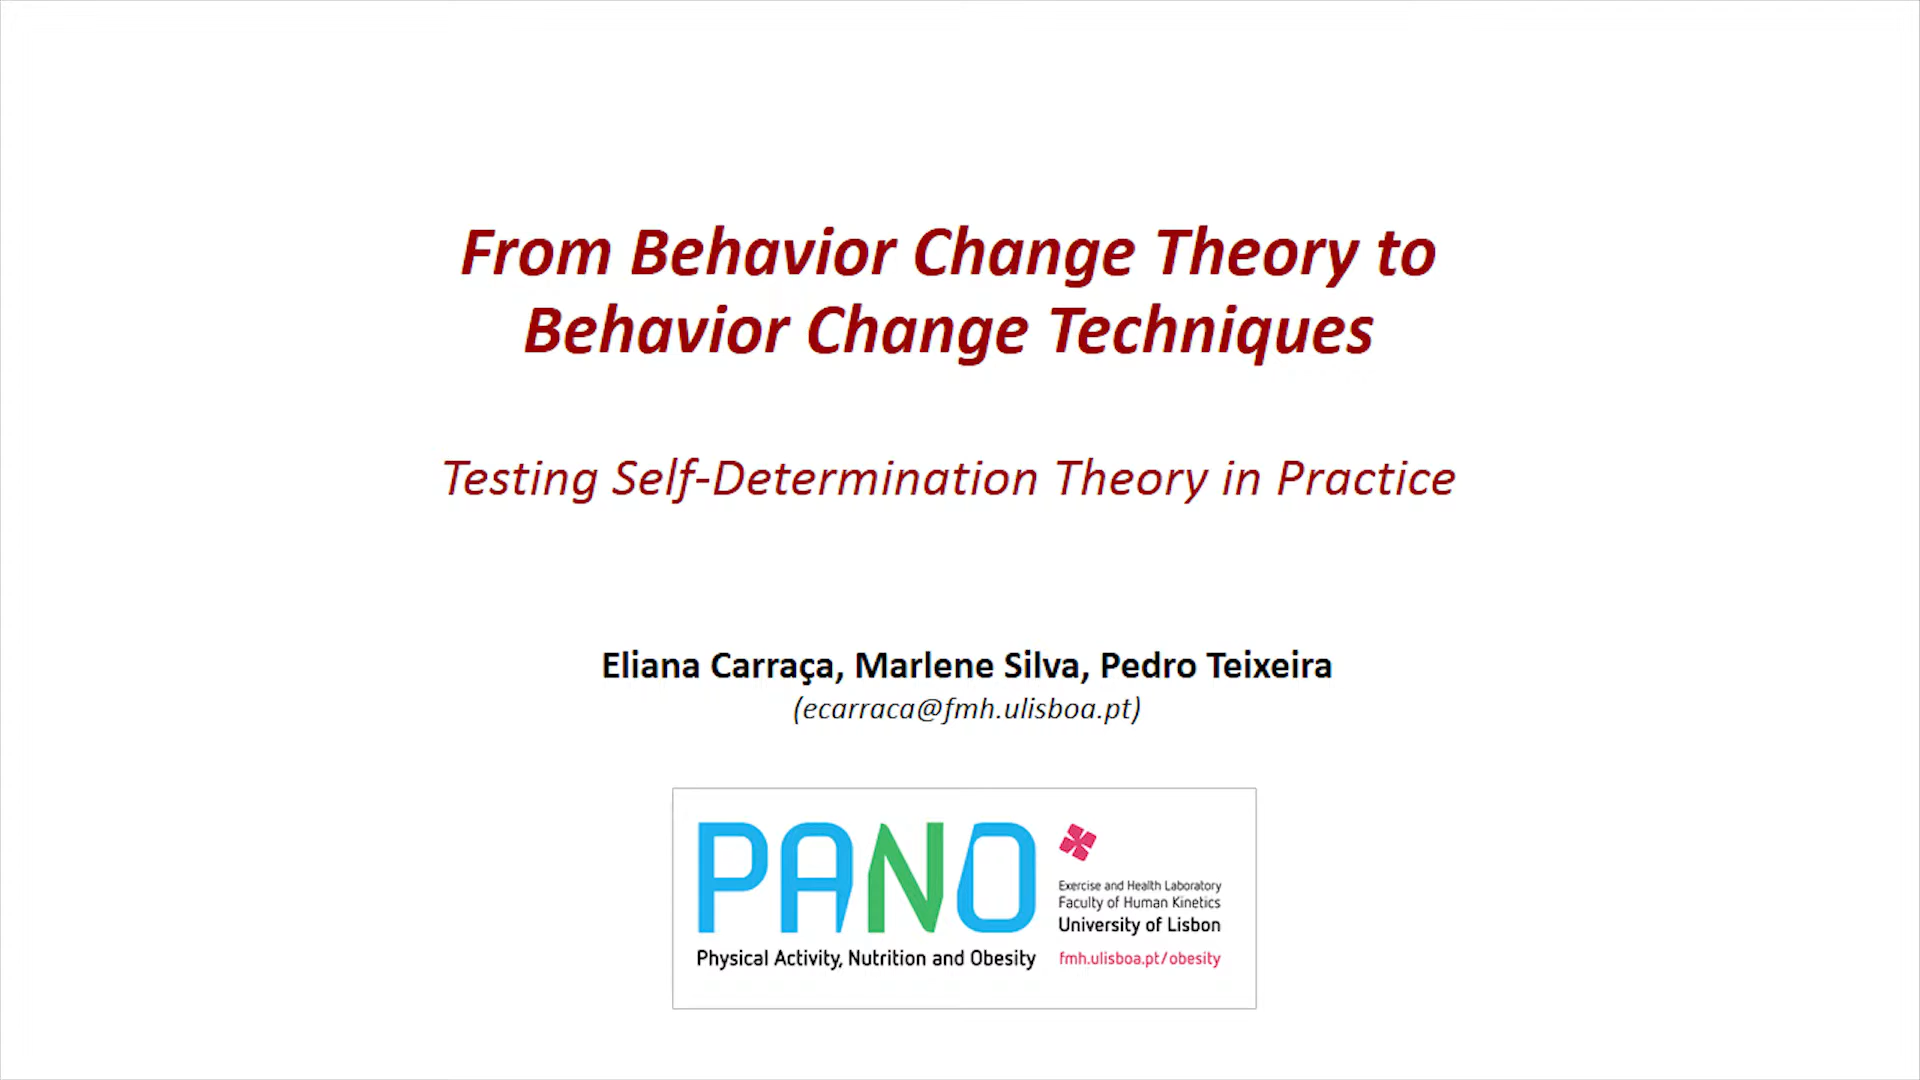 From Behavior Change Theory to
Behavior Change Techniques
Testing Self-Determination Theory in Practice
Eliana Carraça, Marlene Silva, Pedro Teixeira
(ecarraca@fmh.ulisboa.pt)
PANO
Physical Activity, Nutrition and Obesity
Exercise and Health Laboratory
Faculty of Human Kinetics
University of Lisbon
fmh.ulisboa.pt/obesity